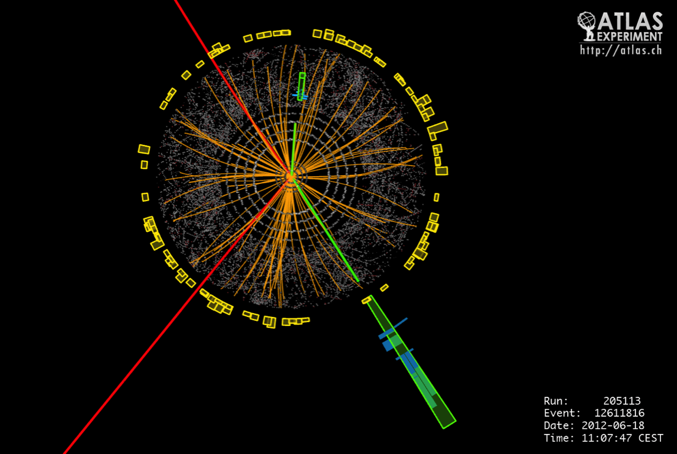 ATLAS
EXPERIMENT
http://atlas.ch
Run: 205113
Event: 12611816
Date: 2012-06-18
Time: 11:07:47 CEST